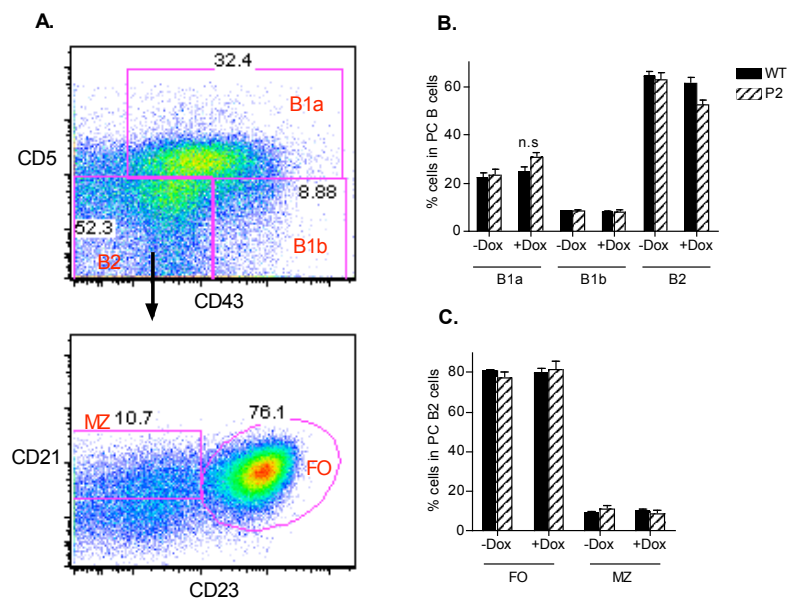 A.
32.4
B1a
CD5
8.88
52.3
B2
B1b
CD43
MZ
10.7
76.1
CD21
FO
CD23
B.
WT
P2
% cells in PC B cells
60
40
20
0
n.s
-Dox +Dox -Dox +Dox -Dox +Dox
B1a B1b B2
C.
% cells in PC B2 cells
80
60
40
20
0
-Dox +Dox -Dox +Dox
FO MZ